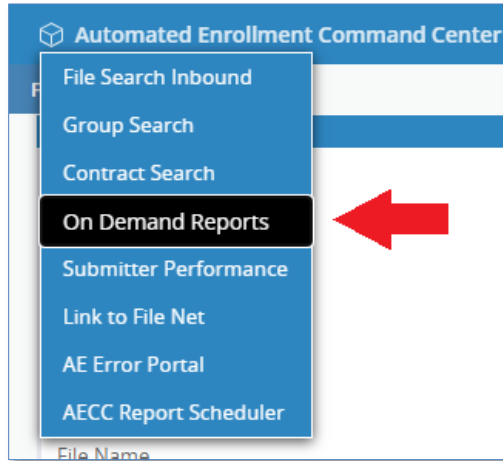 Automated Enrollment Command Center
File Search Inbound
F
Group Search
Contract Search
On Demand Reports
Submitter Performance
Link to File Net
AE Error Portal
AECC Report Scheduler
File Name